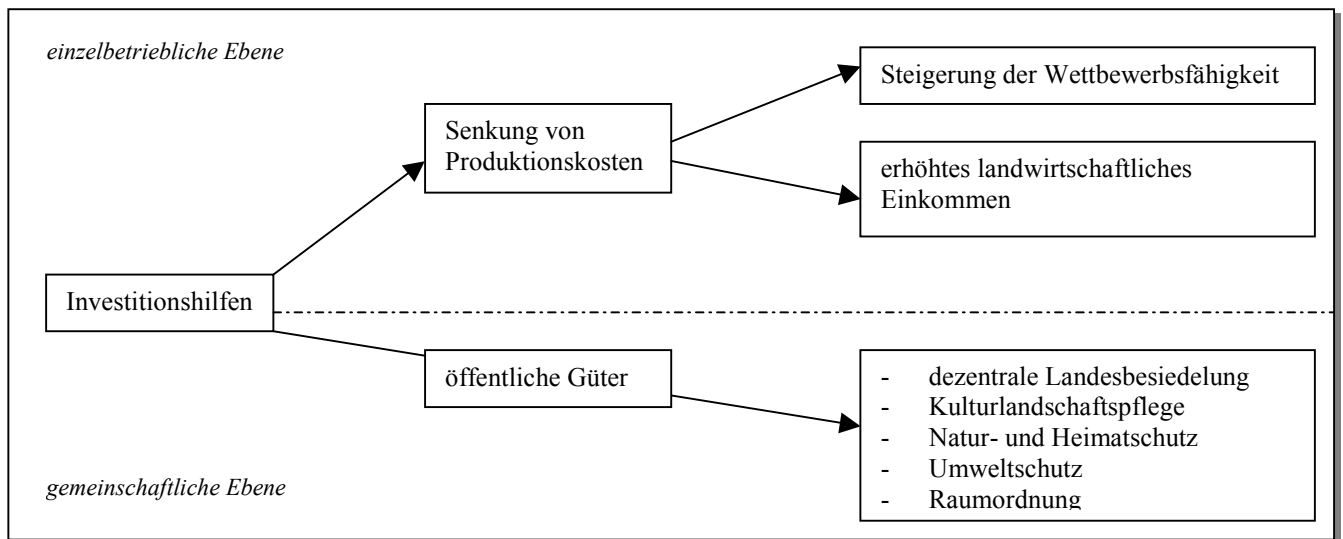 einzelbetriebliche Ebene
Steigerung der Wettbewerbsfähigkeit
Senkung von
Produktionskosten
erhöhtes landwirtschaftliches
Einkommen
Investitionshilfen
öffentliche Güter
- dezentrale Landesbesiedelung
- Kulturlandschaftspflege
- Natur- und Heimatschutz
- Umweltschutz
- Raumordnung
gemeinschaftliche Ebene